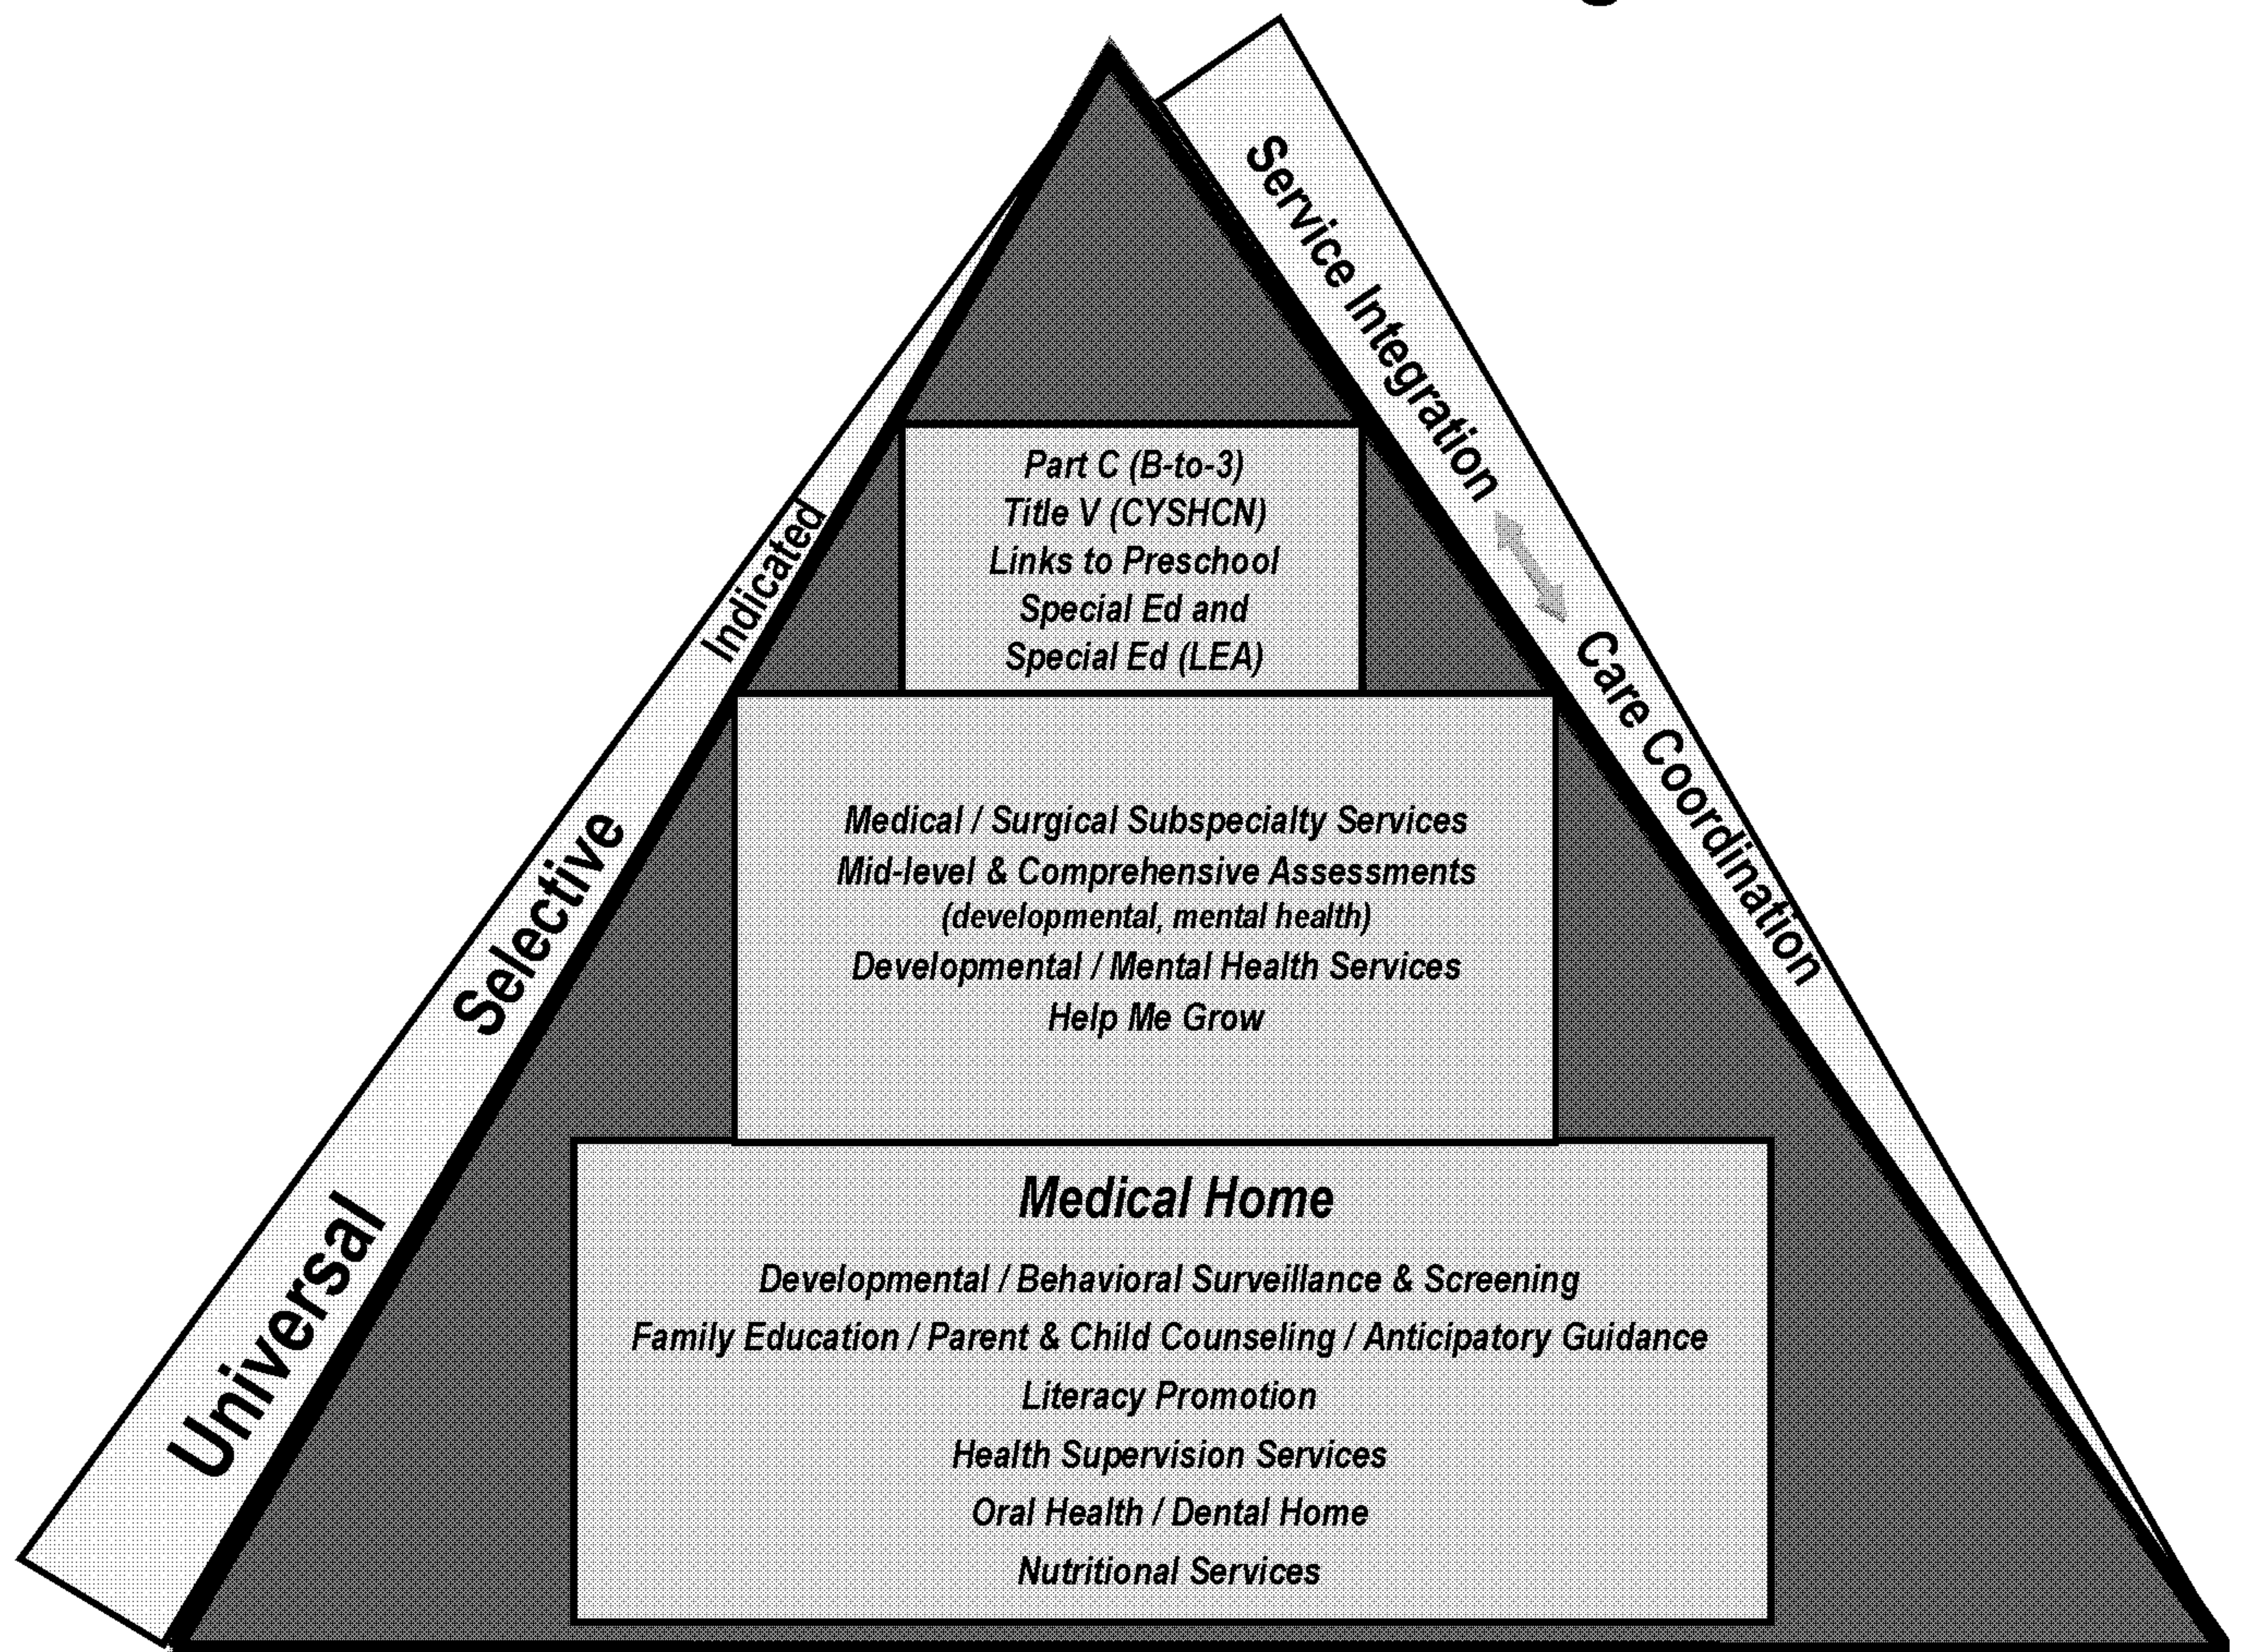 Service Integration
Part C (B-to-3)
Title V (CYSHCN)
Links to Preschool
Special Ed and
Special Ed (LEA)
Indicated
Care Coordination
Medical / Surgical Subspecialty Services
Mid-level & Comprehensive Assessments
(developmental, mental health)
Developmental / Mental Health Services
Help Me Grow
Selective
Medical Home
Developmental / Behavioral Surveillance & Screening
Family Education / Parent & Child Counseling / Anticipatory Guidance
Literacy Promotion
Health Supervision Services
Oral Health / Dental Home
Nutritional Services
Universal